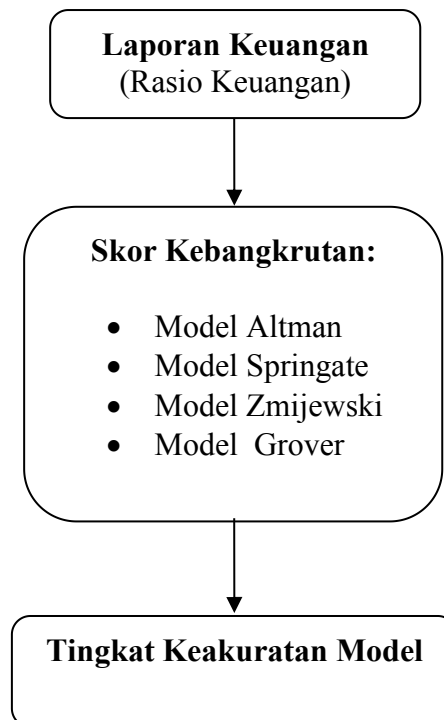 Laporan Keuangan
(Rasio Keuangan)
Skor Kebangkrutan:
• Model Altman
• Model Springate
• Model Zmijewski
• Model Grover
Tingkat Keakuratan Model